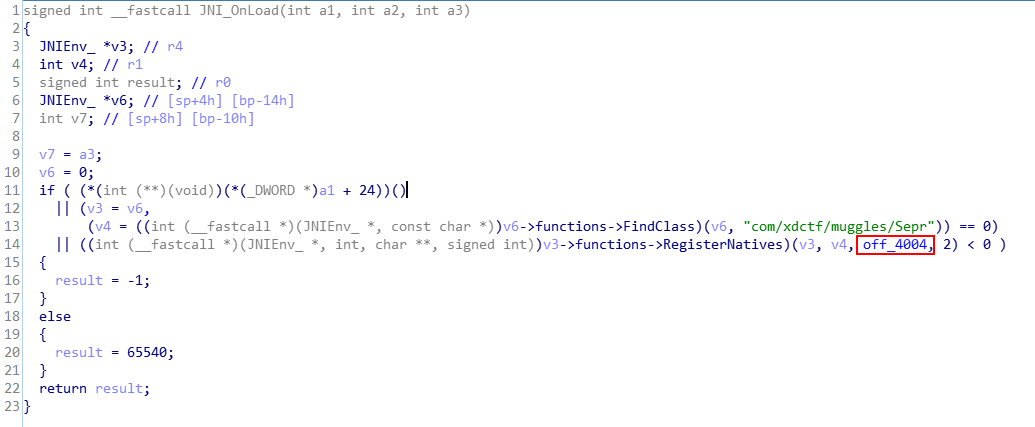 1 signed int __fastcall JNI_OnLoad(int a1, int a2, int a3)
2 {
3   JNIEnv_ *v3; // r4
4   int v4; // r1
5   signed int result; // r0
6   JNIEnv_ *v6; // [sp+4h] [bp-14h]
7   int v7; // [sp+8h] [bp-10h]
8
9   v7 = a3;
10   v6 = 0;
11   if ( (*(int (**)(void))(*(_DWORD *)a1 + 24))()
12     || (v3 = v6,
13         (v4 = ((int (__fastcall *)(JNIEnv_ *, const char *))v6->functions->FindClass)(v6, "com/xdctf/muggles/Sepr")) == 0)
14     || ((int (__fastcall *)(JNIEnv_ *, int, char **, signed int))v3->functions->RegisterNatives)(v3, v4, off_4004, 2) < 0 )
15   {
16     result = -1;
17   }
18   else
19   {
20     result = 65540;
21   }
22   return result;
23 }